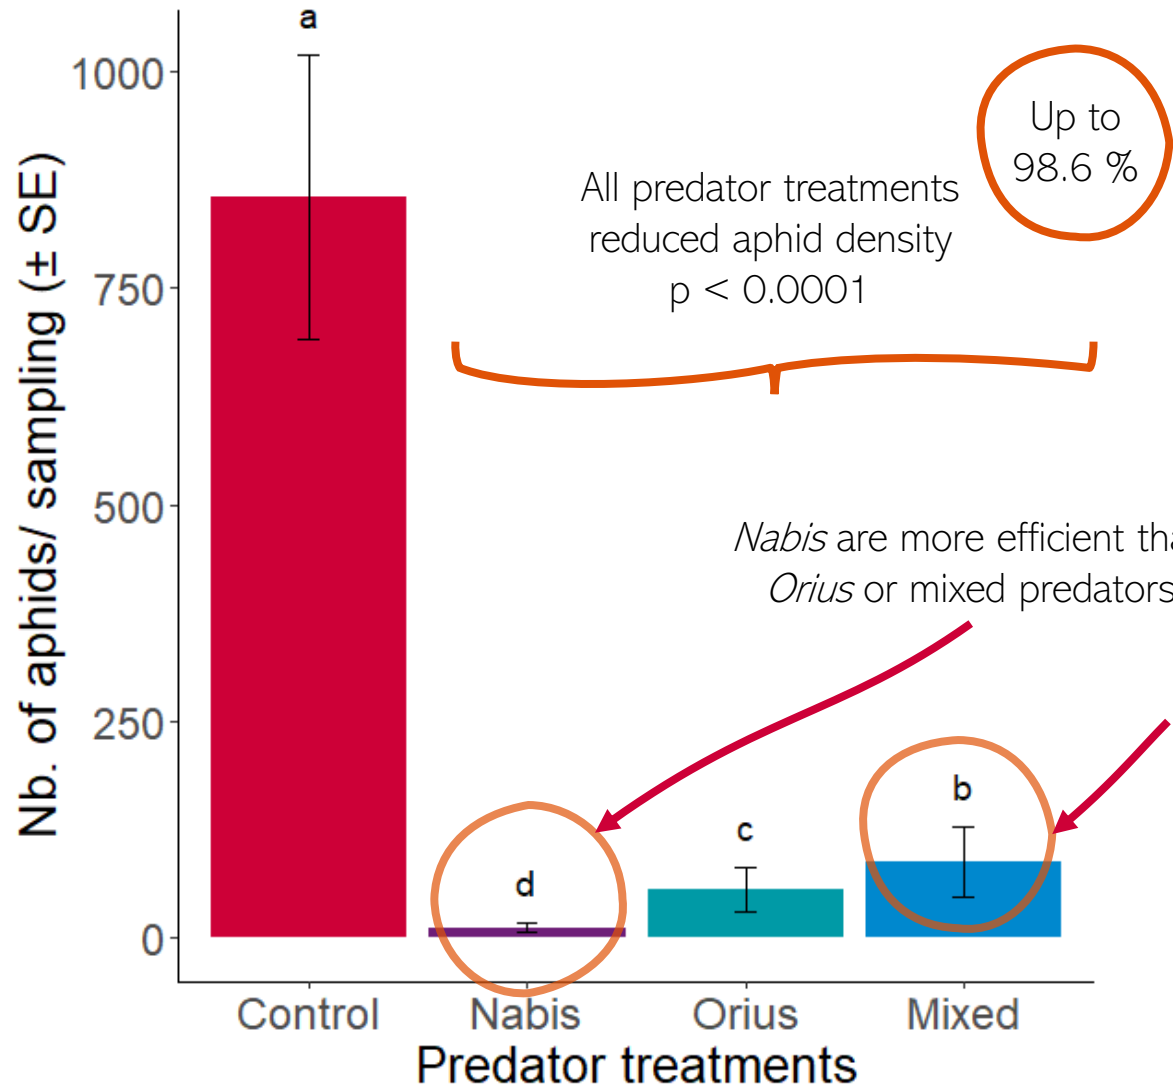 a
1000
750
500
250
0
Nb. of aphids/ sampling (± SE)
Up to
98.6 %
All predator treatments
reduced aphid density
p < 0.0001
Nabis are more efficient
Orius or mixed predators
d
c
b
Control
Nabis
Orius
Mixed
Predator treatments